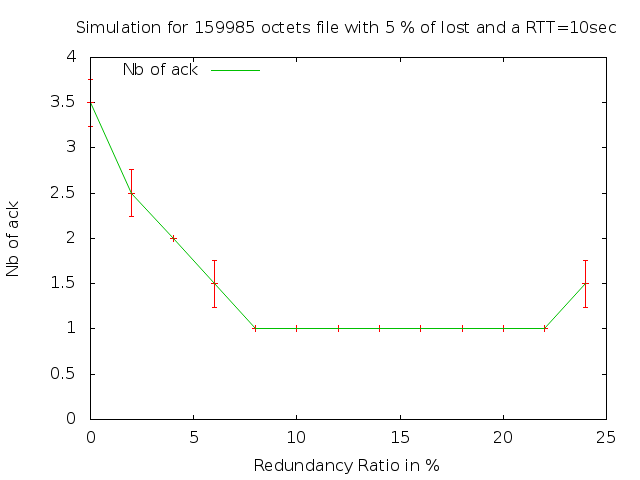 Simulation for 159985 octets file with 5 % of lost and a RTT=10sec
Nb of ack
4
3.5
3
2.5
2
1.5
1
0.5
0
Nb of ack
0 5 10 15 20 25
Redundancy Ratio in %